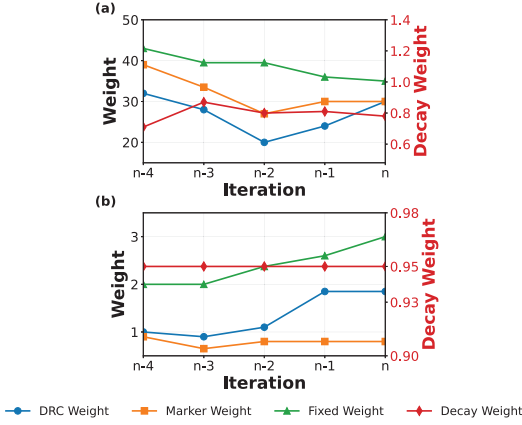 (a)
50
40
30
20
Weight
1.4
1.2
1.0
0.8
0.6
Decay Weight
n-4 n-3 n-2 n-1 n
Iteration
(b)
3
2
1
Weight
0.98
0.95
0.93
0.90
Decay Weight
n-4 n-3 n-2 n-1 n
Iteration
DRC Weight Marker Weight Fixed Weight Decay Weight